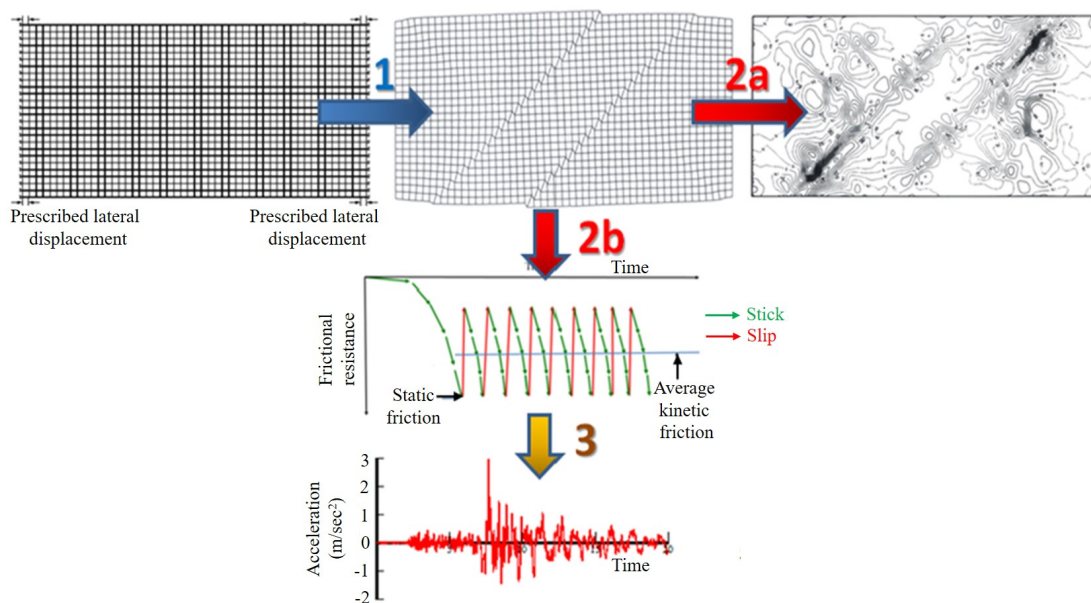 1
2a
Prescribed lateral
displacement
Prescribed lateral
displacement
2b
Time
Frictional
resistance
Stick
Slip
Static
friction
Average
kinetic
friction
3
Acceleration
(m/sec²)
3
2
1
0
-1
-2
Time